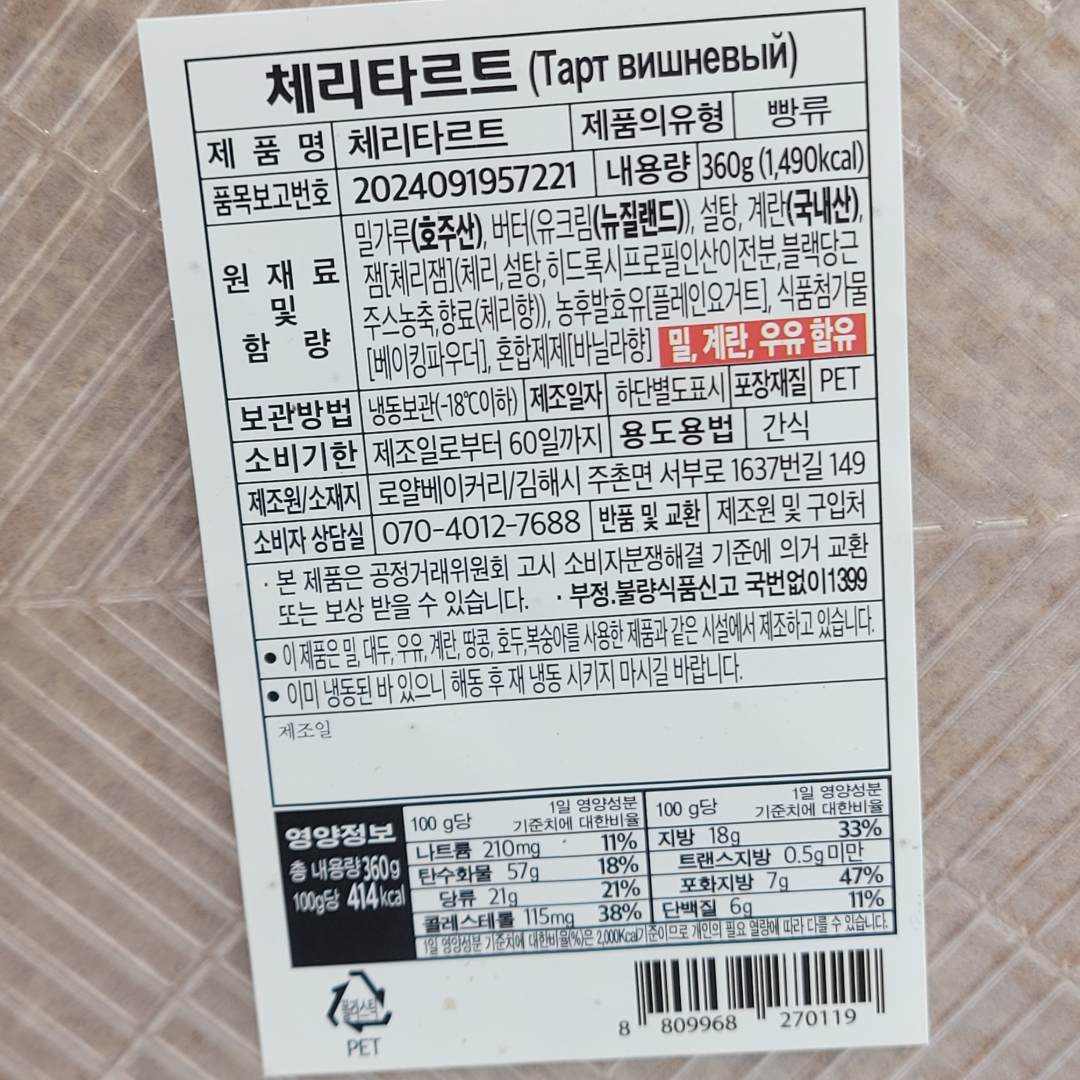 체리타르트 (Тарт вишневый)
제 품 명 체리타르트 제품의유형 빵류
품목보고번호 2024091957221 내용량 360g (1,490kcal)
원 재 료 및 함 량
밀가루(호주산), 버터(유크림(뉴질랜드)), 설탕, 계란(국내산),
잼[체리잼](체리,설탕,히드록시프로필인산이전분,블랙당근
주스농축,향료(체리향)), 농후발효유[플레인요거트], 식품첨가물
[베이킹파우더], 혼합제제[바닐라향] 밀, 계란, 우유 함유
보관방법 냉동보관(-18℃이하) 제조일자 하단별도표시 포장재질 PET
소비기한 제조일로부터 60일까지 용도용법 간식
제조원/소재지 로얄베이커리/김해시 주촌면 서부로 1637번길 149
소비자 상담실 070-4012-7688 반품 및 교환 제조원 및 구입처
· 본 제품은 공정거래위원회 고시 소비자분쟁해결 기준에 의거 교환
또는 보상 받을 수 있습니다. · 부정.불량식품신고 국번없이1399
● 이 제품은 밀, 대두, 우유, 계란, 땅콩, 호두,복숭아를 사용한 제품과 같은 시설에서 제조하고 있습니다.
● 이미 냉동된 바 있으니 해동 후 재 냉동 시키지 마시길 바랍니다.
제조일
영양정보
총 내용량 360g
100g당 414kcal
100 g당 1일 영양성분 기준치에 대한비율
나트륨 210mg 11%
탄수화물 57g 18%
당류 21g 21%
콜레스테롤 115mg 38%
100 g당 1일 영양성분 기준치에 대한비율
지방 18g 33%
트랜스지방 0.5g미만
포화지방 7g 47%
단백질 6g 11%
1일 영양성분 기준치에 대한비율(%)은 2,000Kcal기준이므로 개인의 필요 열량에 따라 다를 수 있습니다.
플라스틱
PET
8 809968 270119